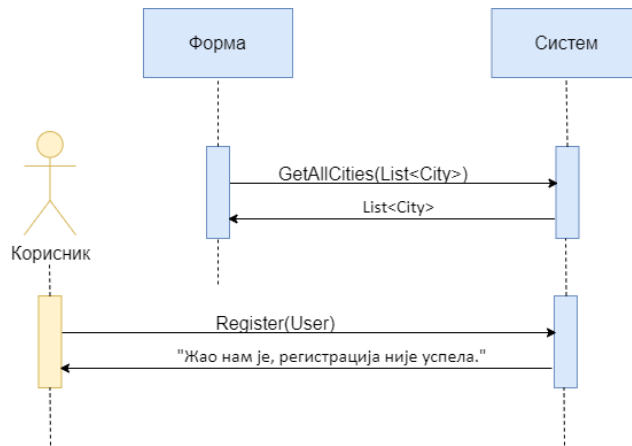 Форма
Систем
GetAllCities(List<City>)
List<City>
Корисник
Register(User)
"Жао нам је, регистрација није успела."